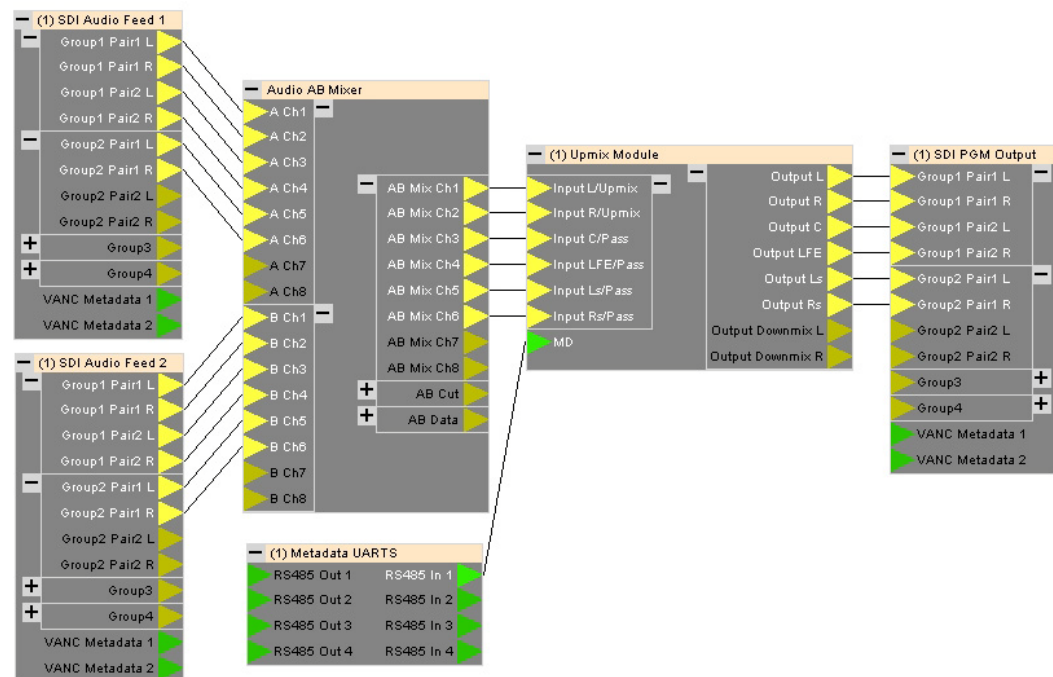 (1) SDI Audio Feed 1
Group1 Pair1 L
Group1 Pair1 R
Group1 Pair2 L
Group1 Pair2 R
Group2 Pair1 L
Group2 Pair1 R
Group2 Pair2 L
Group2 Pair2 R
Group3
Group4
VANC Metadata 1
VANC Metadata 2
(1) SDI Audio Feed 2
Group1 Pair1 L
Group1 Pair1 R
Group1 Pair2 L
Group1 Pair2 R
Group2 Pair1 L
Group2 Pair1 R
Group2 Pair2 L
Group2 Pair2 R
Group3
Group4
VANC Metadata 1
VANC Metadata 2
Audio AB Mixer
A Ch1
A Ch2
A Ch3
A Ch4
A Ch5
A Ch6
A Ch7
A Ch8
B Ch1
B Ch2
B Ch3
B Ch4
B Ch5
B Ch6
B Ch7
B Ch8
AB Mix Ch1
AB Mix Ch2
AB Mix Ch3
AB Mix Ch4
AB Mix Ch5
AB Mix Ch6
AB Mix Ch7
AB Mix Ch8
AB Cut
AB Data
(1) Metadata UARTS
RS485 Out 1
RS485 Out 2
RS485 Out 3
RS485 Out 4
RS485 In 1
RS485 In 2
RS485 In 3
RS485 In 4
(1) Upmix Module
Input L/Upmix
Input R/Upmix
Input C/Pass
Input LFE/Pass
Input Ls/Pass
Input Rs/Pass
MD
Output L
Output R
Output C
Output LFE
Output Ls
Output Rs
Output Downmix L
Output Downmix R
(1) SDI PGM Output
Group1 Pair1 L
Group1 Pair1 R
Group1 Pair2 L
Group1 Pair2 R
Group2 Pair1 L
Group2 Pair1 R
Group2 Pair2 L
Group2 Pair2 R
Group3
Group4
VANC Metadata 1
VANC Metadata 2